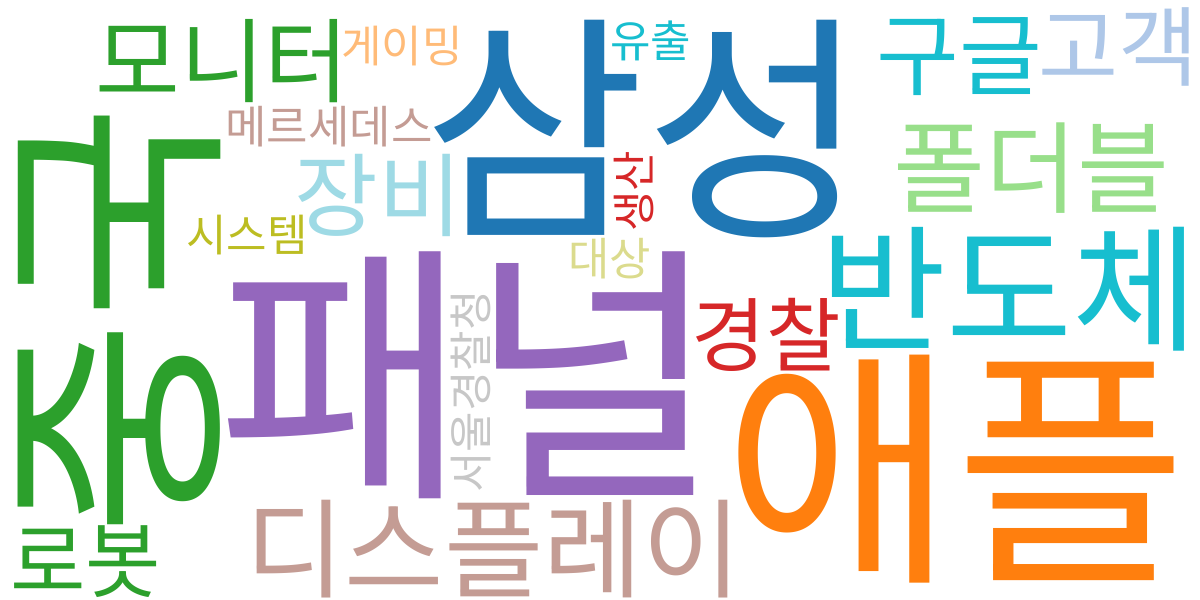 모니터
게이밍
삼성
유출
구글
고객
메르세데스
장비
생산
폴더블
시스템
대상
중국
패널
서울경찰청
경찰
반도체
애플
디스플레이
로봇